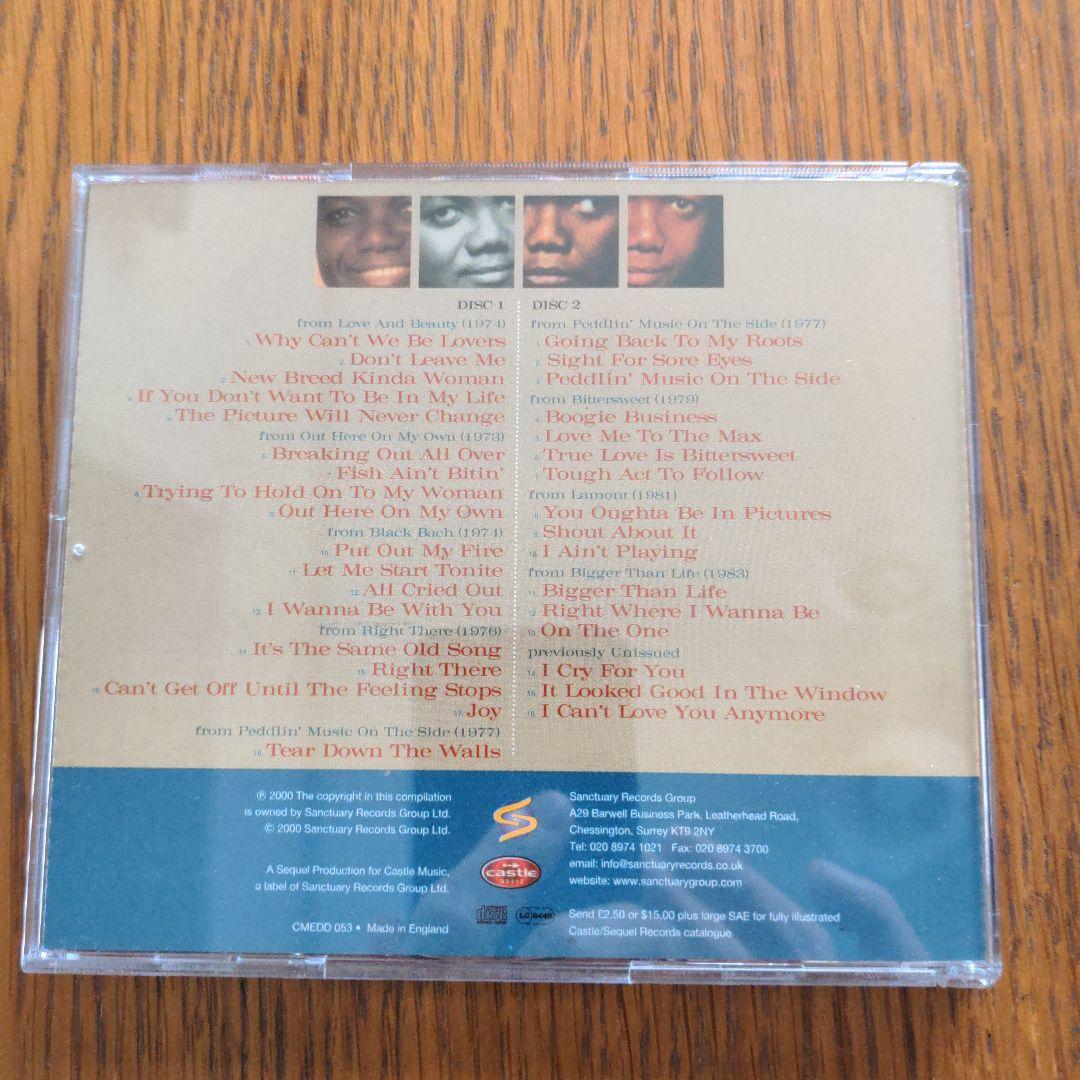 DISC 1
from Love And Beauty (1974)
1. Why Can't We Be Lovers
2. Don't Leave Me
3. New Breed Kinda Woman
4. If You Don't Want To Be In My Life
5. The Picture Will Never Change
from Out Here On My Own (1973)
6. Breaking Out All Over
7. Fish Ain't Bitin'
8. Trying To Hold On To My Woman
9. Out Here On My Own
from Black Bach (1974)
10. Put Out My Fire
11. Let Me Start Tonite
12. All Cried Out
13. I Wanna Be With You
from Right There (1976)
14. It's The Same Old Song
15. Right There
16. Can't Get Off Until The Feeling Stops
17. Joy
from Peddlin' Music On The Side (1977)
18. Tear Down The Walls
DISC 2
from Peddlin' Music On The Side (1977)
1. Going Back To My Roots
2. Sight For Sore Eyes
3. Peddlin' Music On The Side
from Bittersweet (1979)
4. Boogie Business
5. Love Me To The Max
6. True Love Is Bittersweet
7. Tough Act To Follow
from Lamont (1981)
8. You Oughta Be In Pictures
9. Shout About It
10. I Ain't Playing
from Bigger Than Life (1983)
11. Bigger Than Life
12. Right Where I Wanna Be
13. On The One
previously Unissued
14. I Cry For You
15. It Looked Good In The Window
16. I Can't Love You Anymore
℗ 2000 The copyright in this compilation
is owned by Sanctuary Records Group Ltd.
© 2000 Sanctuary Records Group Ltd.
A Sequel Production for Castle Music,
a label of Sanctuary Records Group Ltd.
CMEDD 053 • Made in England
castle
MUSIC
disc
LC 6448
Sanctuary Records Group
A29 Barwell Business Park, Leatherhead Road,
Chessington, Surrey KT9 2NY
Tel: 020 8974 1021 Fax: 020 8974 3700
email: info@sanctuaryrecords.co.uk
website: www.sanctuarygroup.com
Send £2.50 or $15.00 plus large SAE for fully illustrated
Castle/Sequel Records catalogue